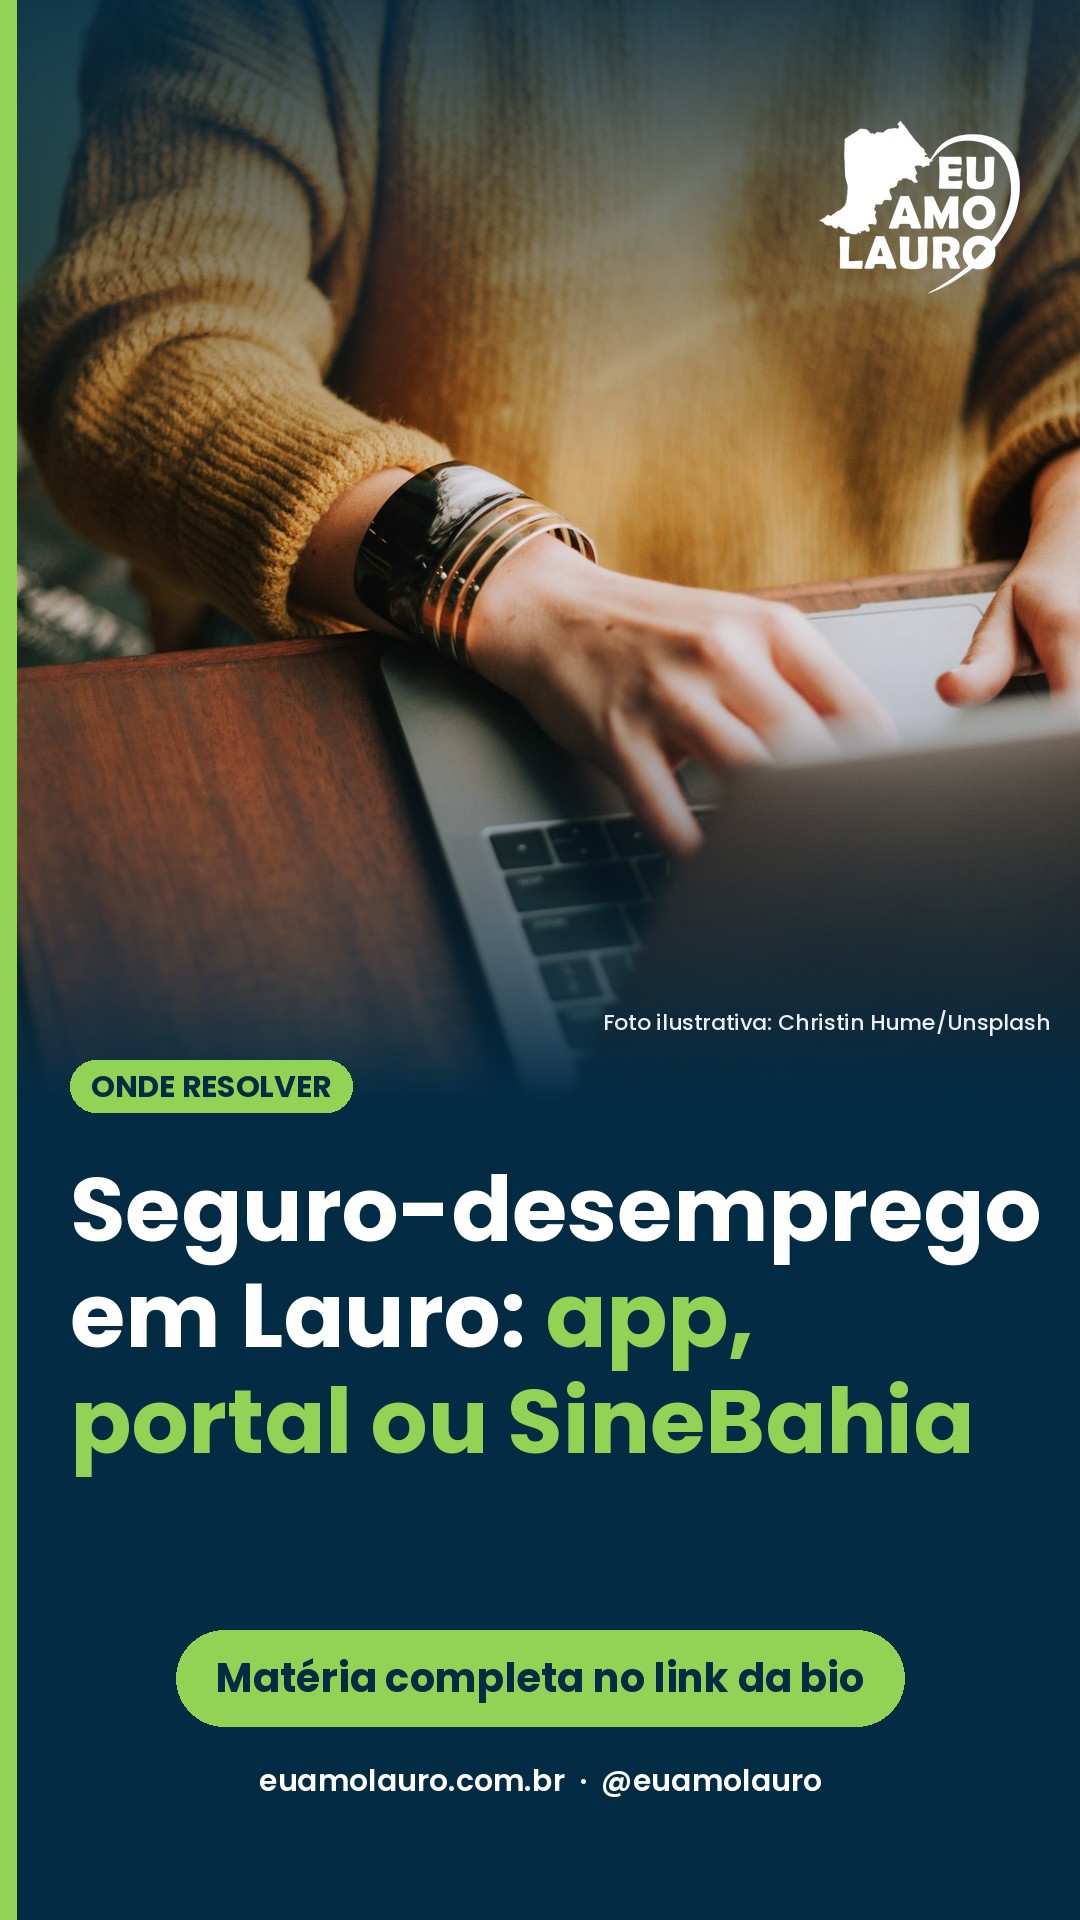 EU
AMO
LAURO
Foto ilustrativa: Christin Hume/Unsplash
ONDE RESOLVER
Seguro-desemprego
em Lauro: app,
portal ou SineBahia
Matéria completa no link da bio
euamolauro.com.br · @euamolauro